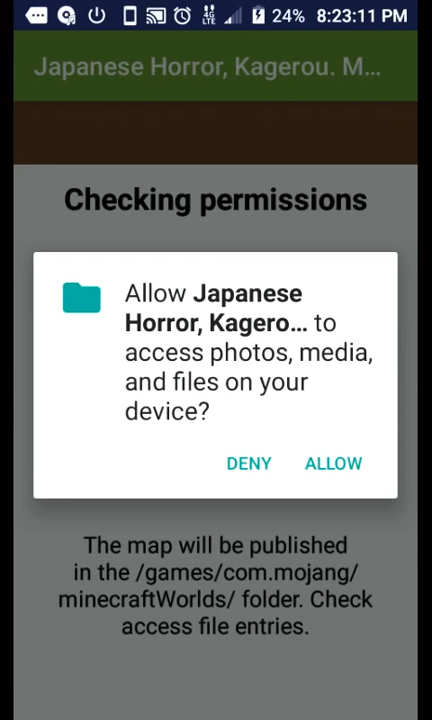 4G
LTE
24% 8:23:11 PM
Japanese Horror, Kagerou. M...
Checking permissions
Allow Japanese
Horror, Kagero... to
access photos, media,
and files on your
device?
DENY ALLOW
The map will be published
in the /games/com.mojang/
minecraftWorlds/ folder. Check
access file entries.